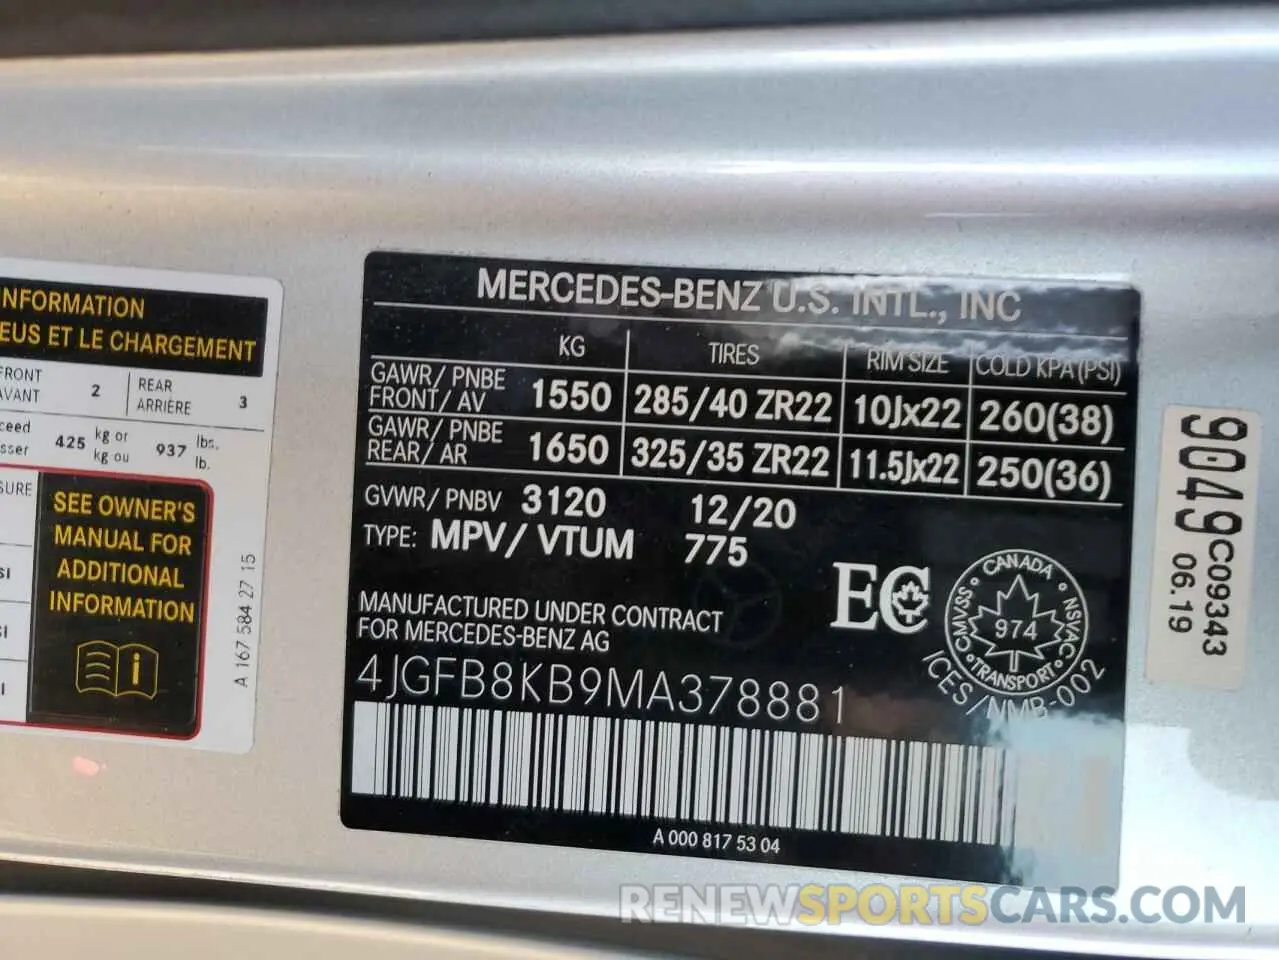 NFORMATION
EUS ET LE CHARGEMENT
FRONT
AVANT 2 REAR
ARRIÈRE 3
425 kg or
kg ou 937 lbs.
lb.
SEE OWNER'S
MANUAL FOR
ADDITIONAL
INFORMATION
A 167 584 27 15
MERCEDES-BENZ U.S. INTL., INC
KG TIRES RIM SIZE COLD KPA(PSI)
GAWR/ PNBE
FRONT/ AV 1550 285/40 ZR22 10Jx22 260(38)
GAWR/ PNBE
REAR/ AR 1650 325/35 ZR22 11.5Jx22 250(36)
GVWR/ PNBV 3120 12/20
TYPE: MPV/ VTUM 775
MANUFACTURED UNDER CONTRACT
FOR MERCEDES-BENZ AG
4JGFB8KB9MA378881
A 000 817 53 04
EC
CANADA
CMVSS NSVAC
974
TRANSPORT
ICES/NMB-002
9049
C09343
06.19
RENEWSPORTSCARS.COM